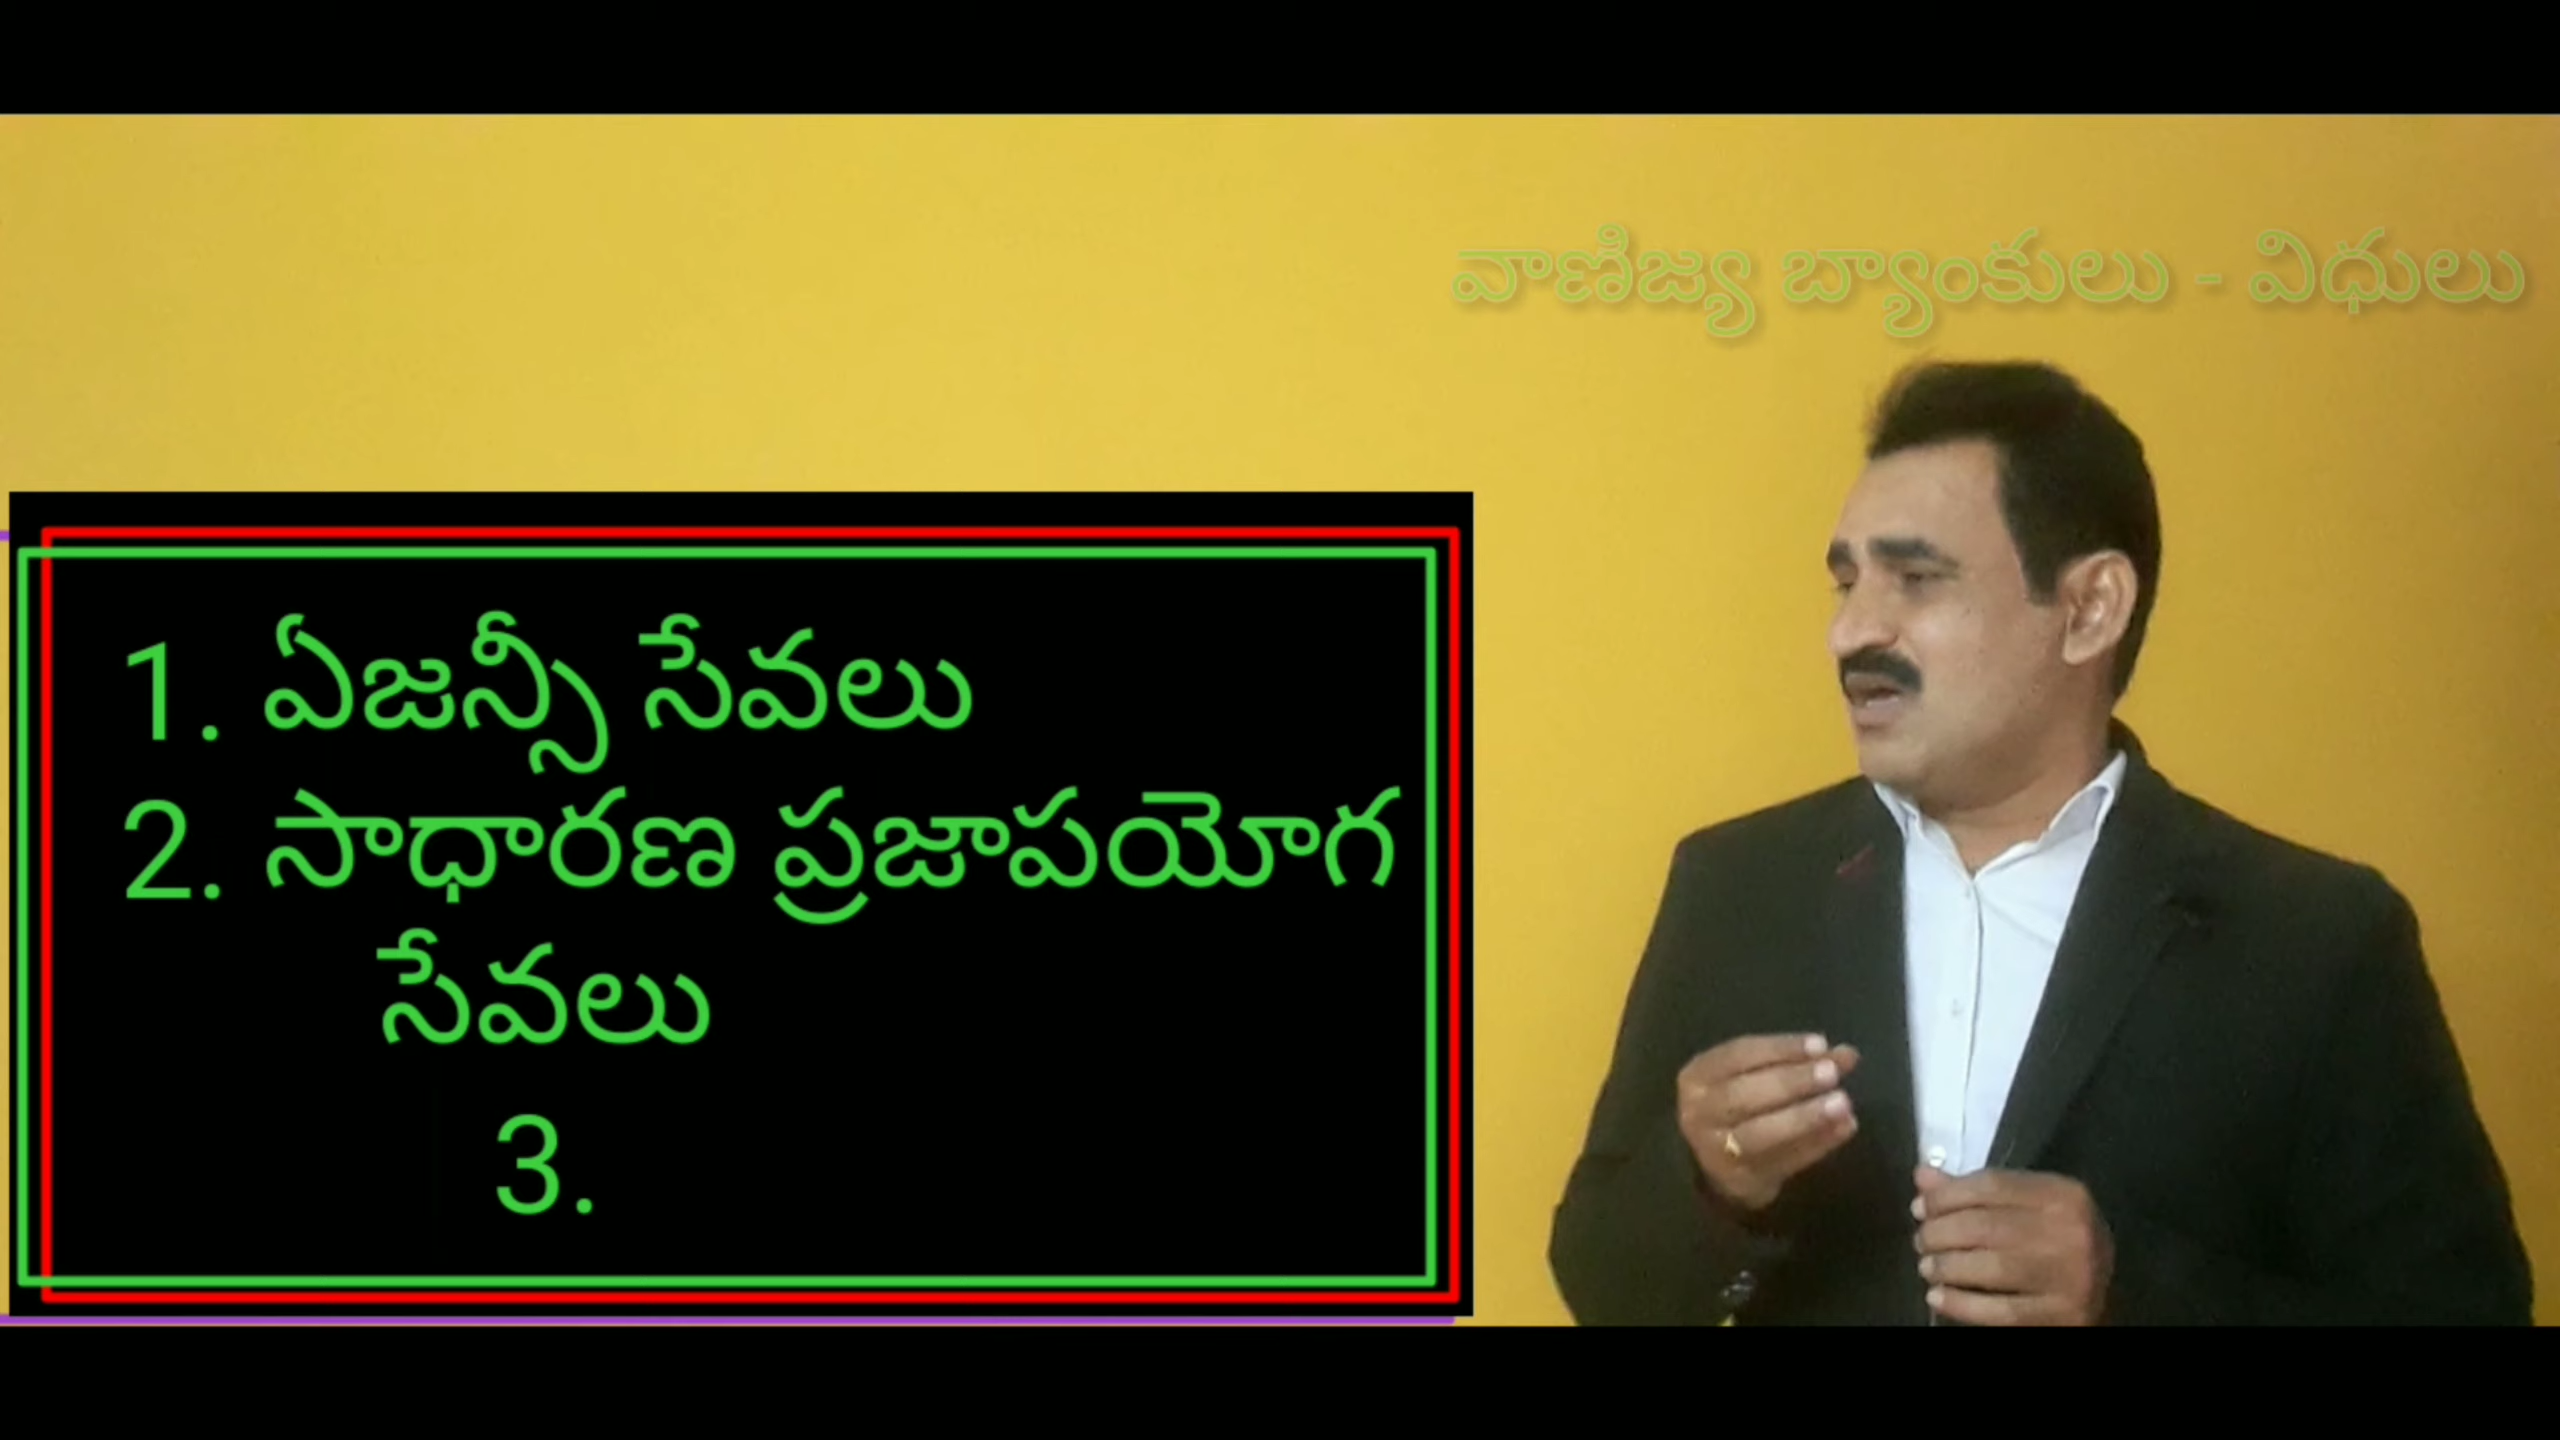 వాణిజ్య బ్యాంకులు - విధులు
1. ఏజన్సీ సేవలు
2. సాధారణ ప్రజాపయోగ
సేవలు
3.